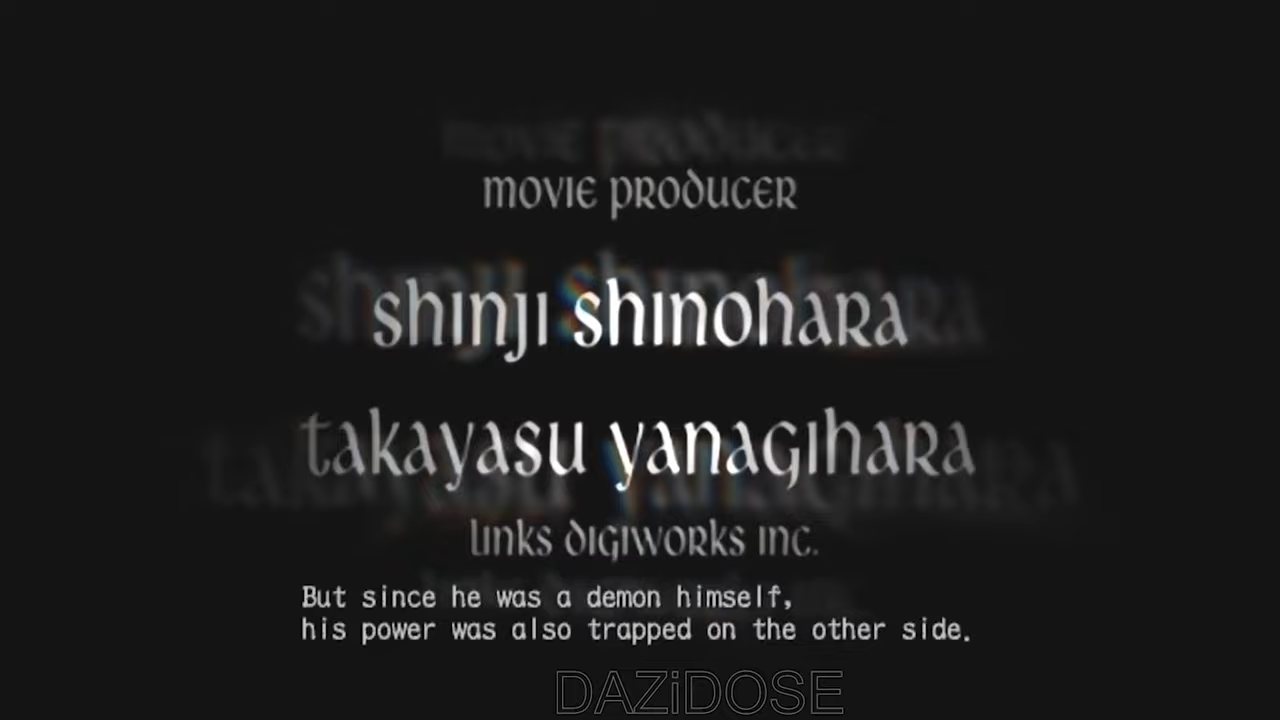 movie producer
shinji shinohara
takayasu yanagihara
links digiworks inc.
But since he was a demon himself,
his power was also trapped on the other side.
DAZiDOSE